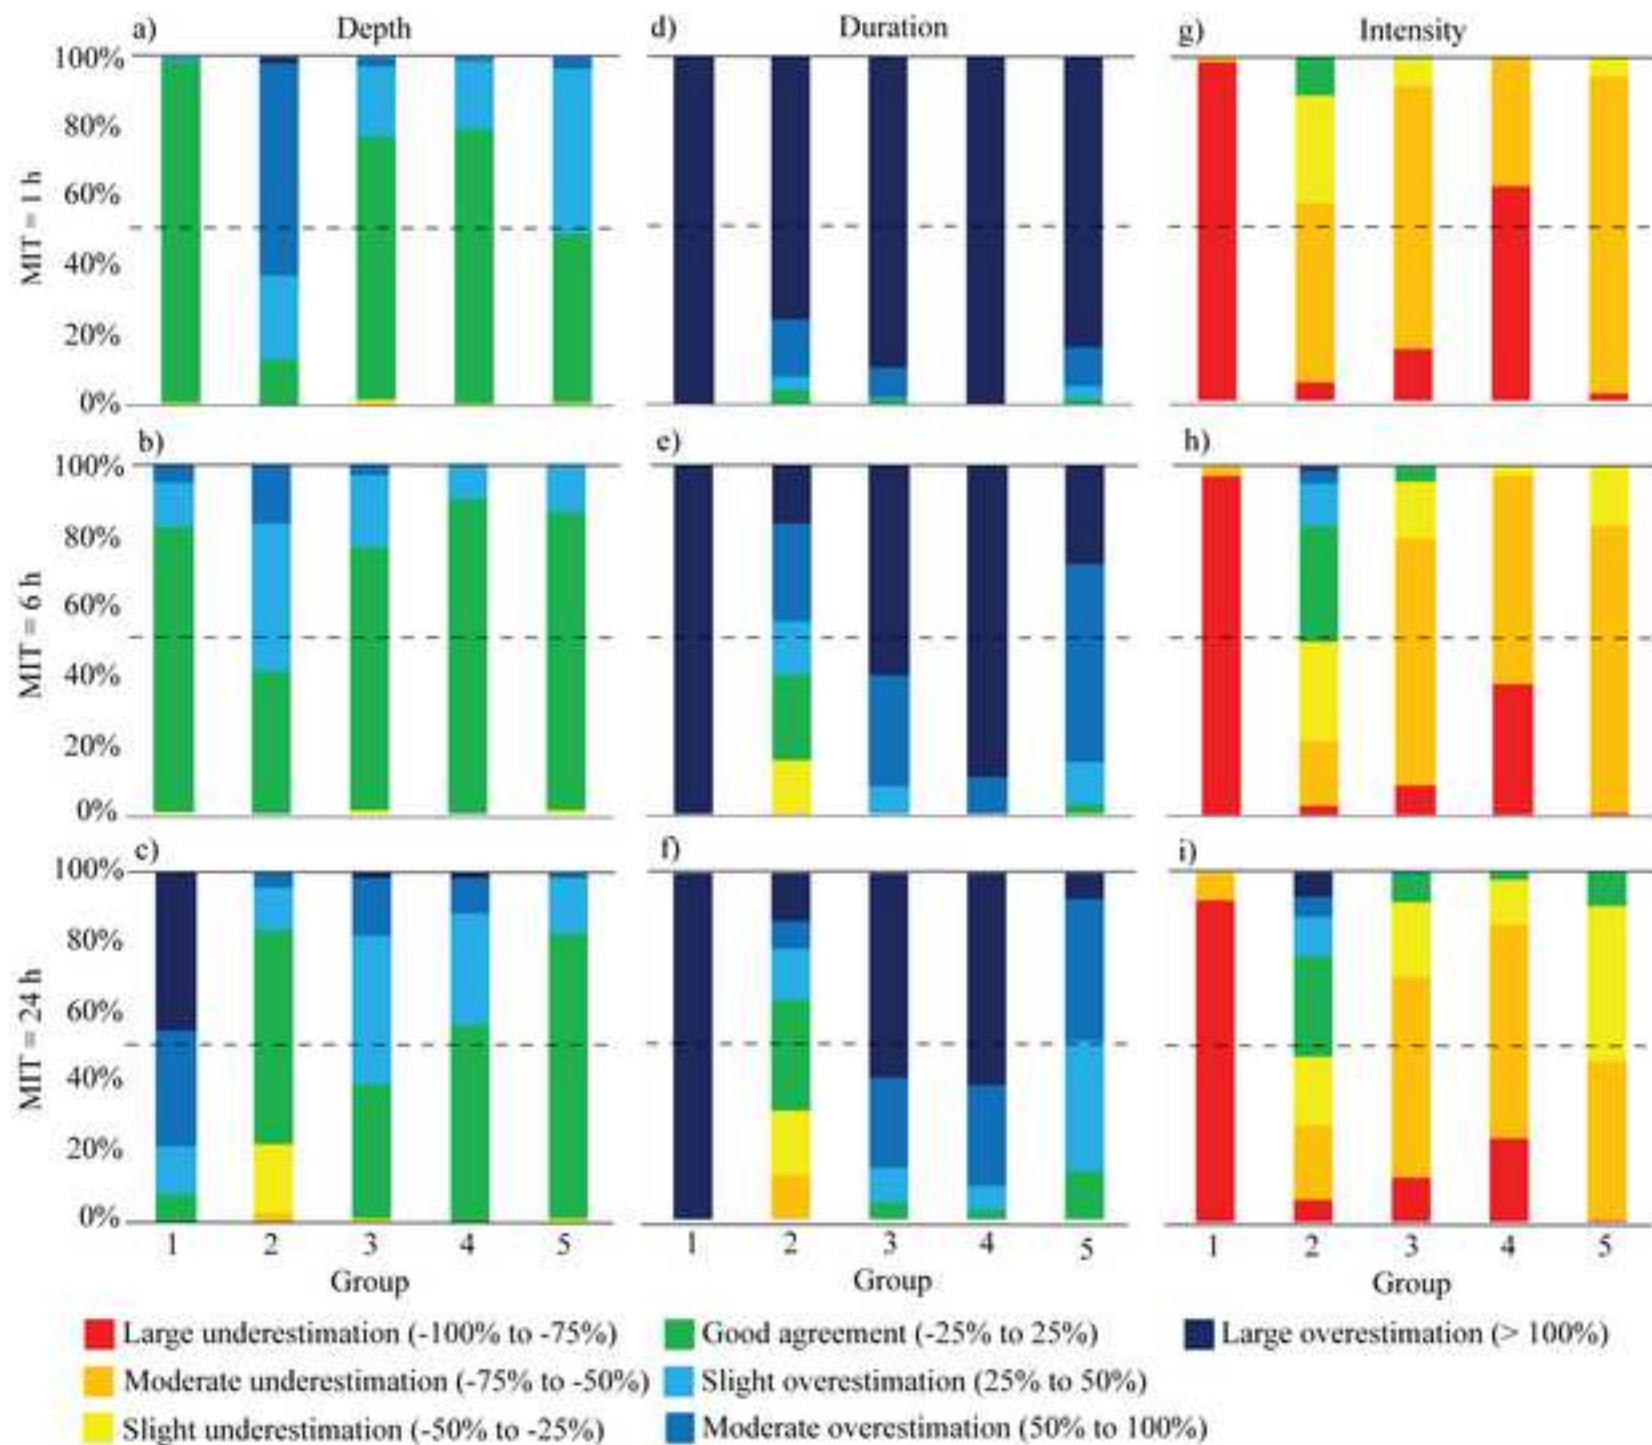 a) Depth d) Duration g) Intensity
100%
80%
60%
40%
20%
0%
MIT = 1 h
b) e) h)
100%
80%
60%
40%
20%
0%
MIT = 6 h
c) f) i)
100%
80%
60%
40%
20%
0%
MIT = 24 h
1 2 3 4 5 1 2 3 4 5 1 2 3 4 5
Group Group Group
Large underestimation (-100% to -75%) Good agreement (-25% to 25%) Large overestimation (> 100%)
Moderate underestimation (-75% to -50%) Slight overestimation (25% to 50%)
Slight underestimation (-50% to -25%) Moderate overestimation (50% to 100%)